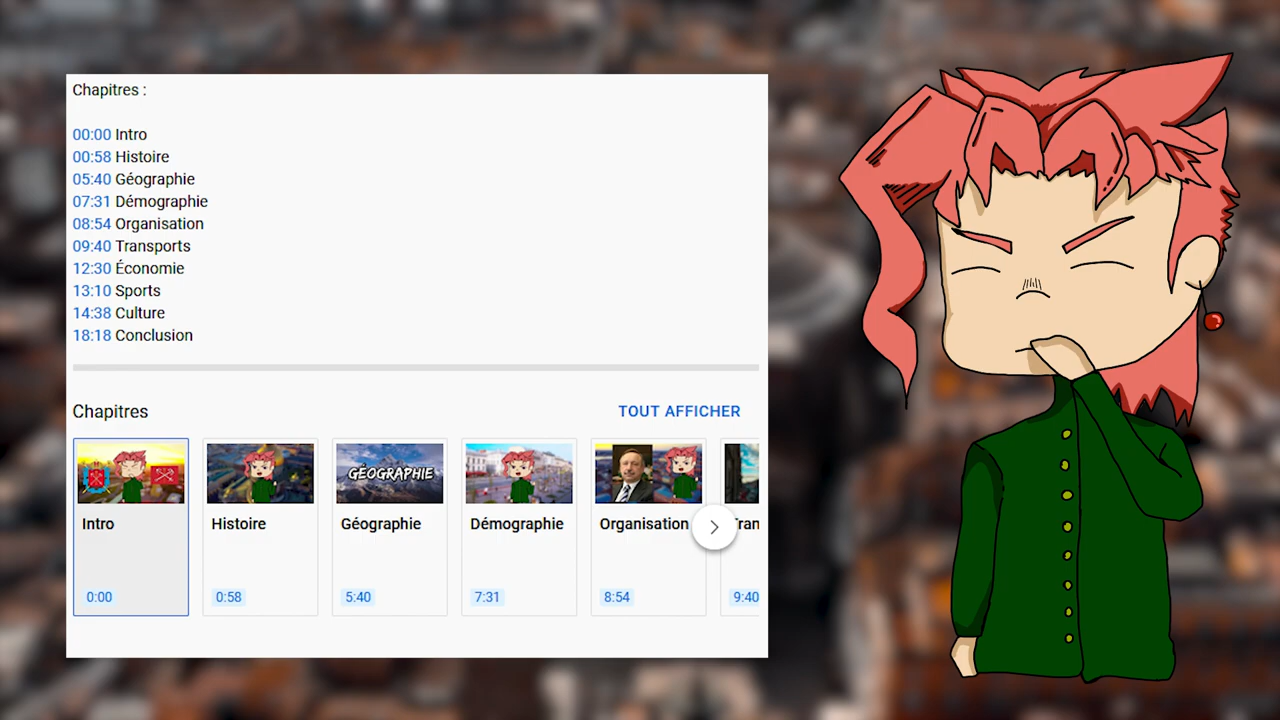 Chapitres :
00:00 Intro
00:58 Histoire
05:40 Géographie
07:31 Démographie
08:54 Organisation
09:40 Transports
12:30 Économie
13:10 Sports
14:38 Culture
18:18 Conclusion
Chapitres
TOUT AFFICHER
GÉOGRAPHIE
Intro
Histoire
Géographie
Démographie
Organisation
Tran
0:00
0:58
5:40
7:31
8:54
9:40